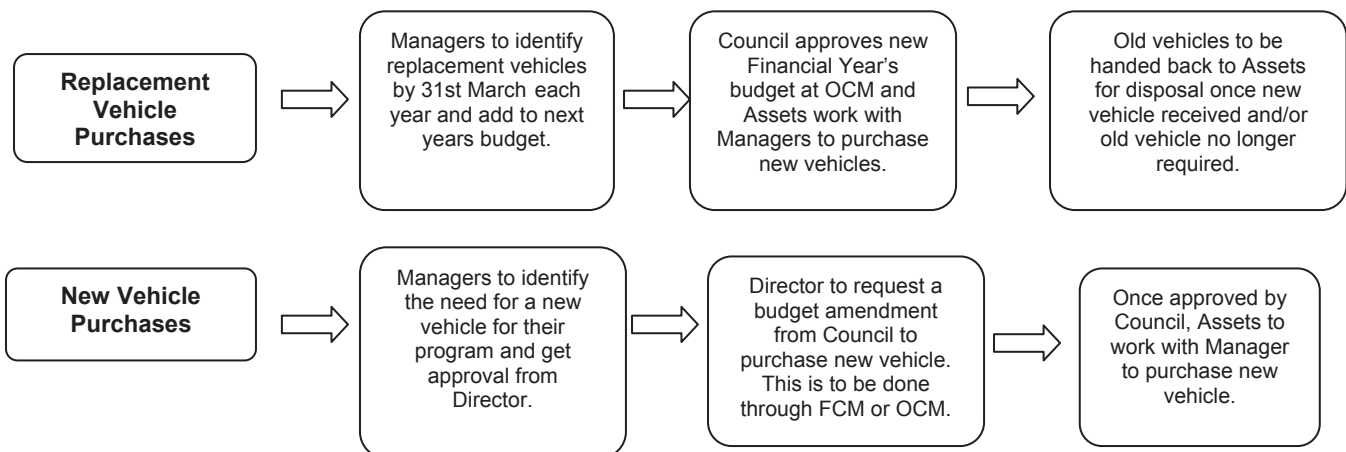 Replacement
Vehicle
Purchases
Managers to identify
replacement vehicles
by 31st March each
year and add to next
years budget.
Council approves new
Financial Year's
budget at OCM and
Assets work with
Managers to purchase
new vehicles.
Old vehicles to be
handed back to Assets
for disposal once new
vehicle received and/or
old vehicle no longer
required.
New Vehicle
Purchases
Managers to identify
the need for a new
vehicle for their
program and get
approval from
Director.
Director to request a
budget amendment
from Council to
purchase new vehicle.
This is to be done
through FCM or OCM.
Once approved by
Council, Assets to
work with Manager
to purchase new
vehicle.